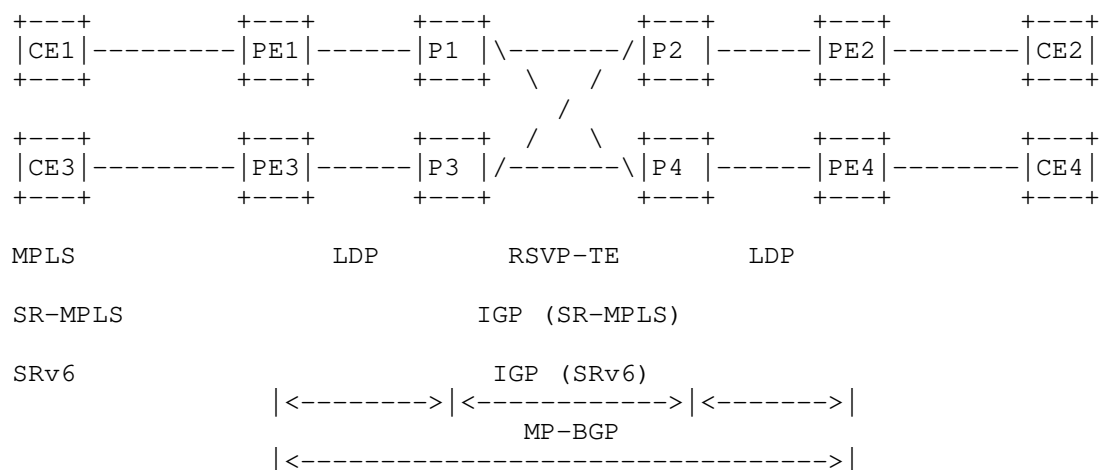 +---+ +---+ +---+ +---+ +---+ +---+
|CE1|---------|PE1|------|P1 |\-------/|P2 |------|PE2|--------|CE2|
+---+ +---+ +---+ \ / +---+ +---+ +---+
/
+---+ +---+ +---+ / \ +---+ +---+ +---+
|CE3|---------|PE3|------|P3 |/-------\|P4 |------|PE4|--------|CE4|
+---+ +---+ +---+ +---+ +---+ +---+
MPLS LDP RSVP-TE LDP
SR-MPLS IGP (SR-MPLS)
SRv6 IGP (SRv6)
|<-------->|<------------>|<------->|
MP-BGP
|<------------------------------->|